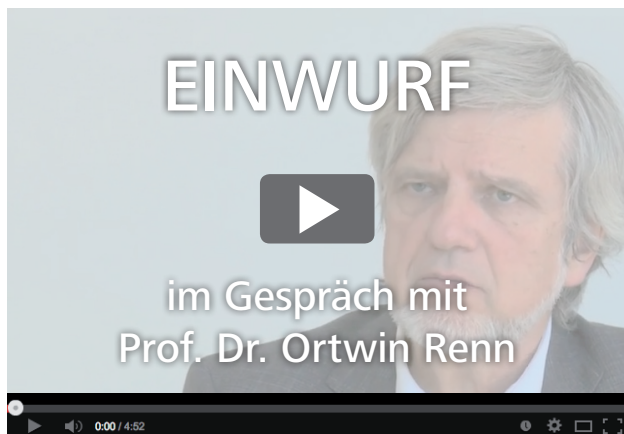 EINWURF
im Gespräch mit
Prof. Dr. Ortwin Renn
0:00 / 4:52